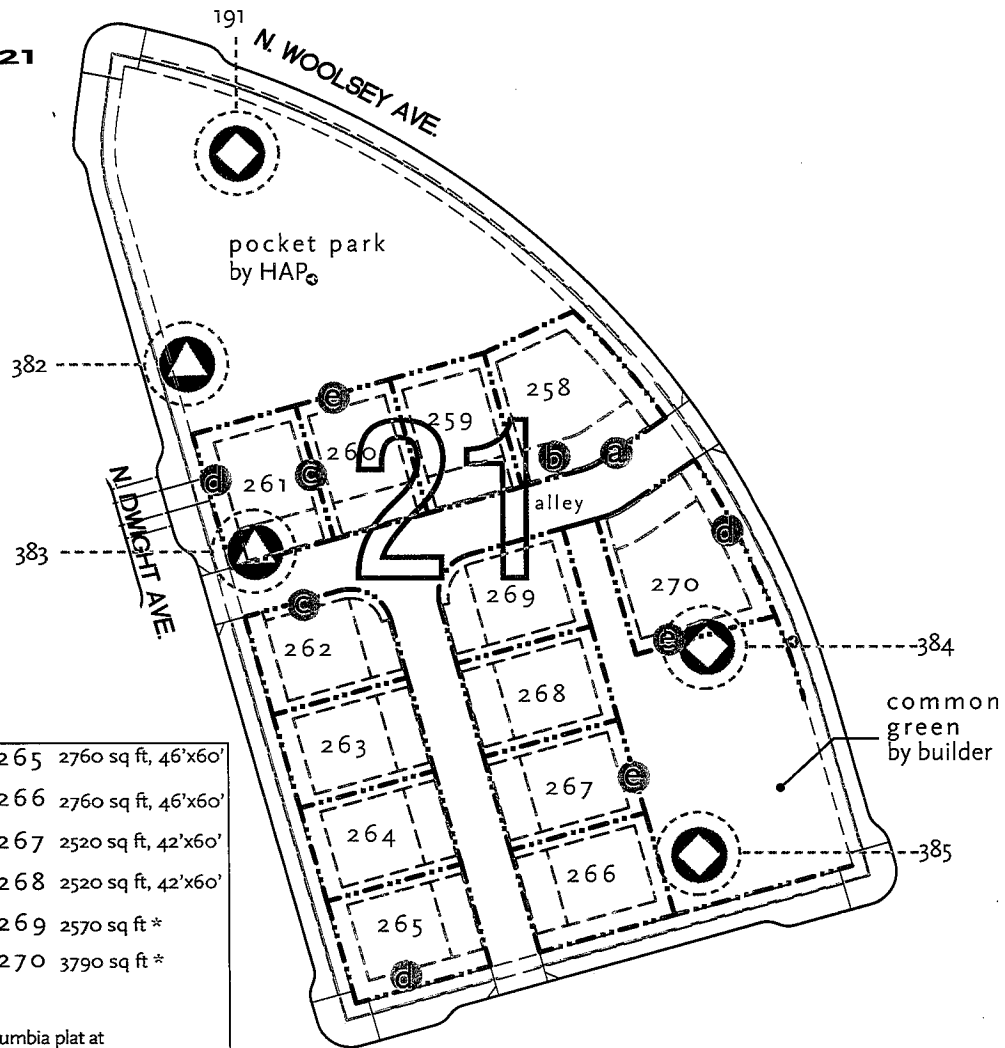 191
21
N. WOOLSEY AVE.
pocket park
by HAP
382
258
e
259
260
b
a
d
c
261
21
alley
N. DWIGHT AVE.
383
d
270
269
c
262
e
384
268
common
green
by builder
263
267
e
264
266
385
265
d
265 2760 sq ft, 46'x60'
266 2760 sq ft, 46'x60'
267 2520 sq ft, 42'x60'
268 2520 sq ft, 42'x60'
269 2570 sq ft *
270 3790 sq ft *
umbia plat at